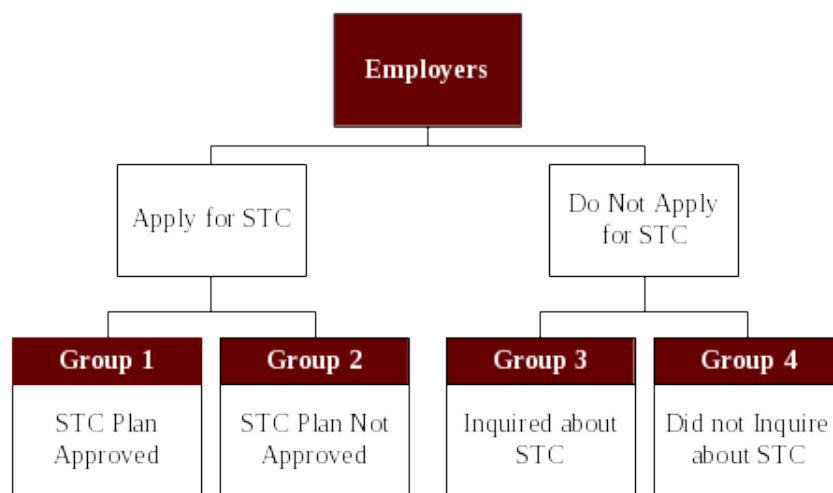 Employers
Apply for STC
Do Not Apply
for STC
Group 1
STC Plan
Approved
Group 2
STC Plan Not
Approved
Group 3
Inquired about
STC
Group 4
Did not Inquire
about STC